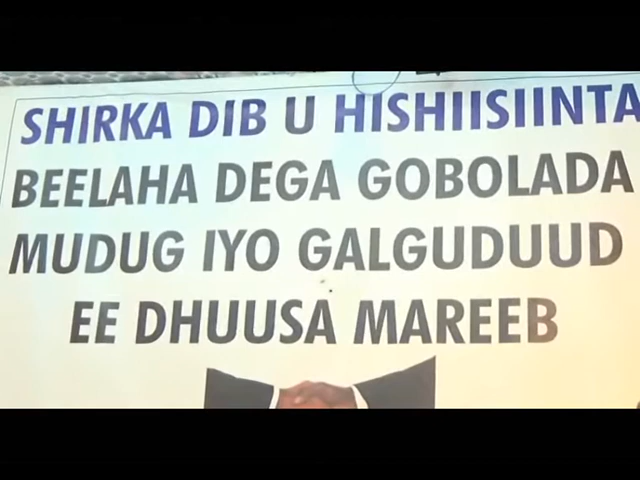 SHIRKA DIB U HISHIISIINTA
BEELAHA DEGA GOBOLADA
MUDUG IYO GALGUDUUD
EE DHUUSA MAREEB